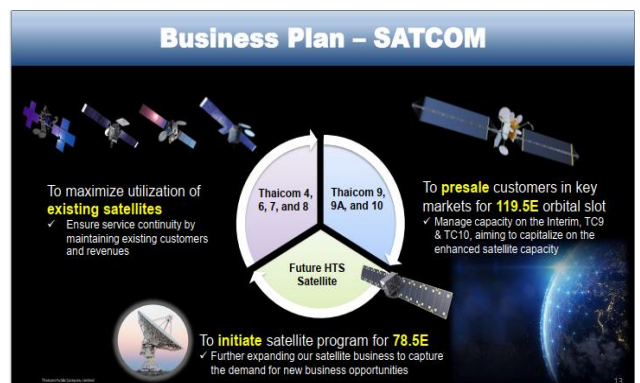 Business Plan – SATCOM
To maximize utilization of
existing satellites
✓ Ensure service continuity by
maintaining existing customers
and revenues
Thaicom 4,
6, 7, and 8
Thaicom 9,
9A, and 10
Future HTS
Satellite
To presale customers in key
markets for 119.5E orbital slot
✓ Manage capacity on the Interim, TC9
& TC10, aiming to capitalize on the
enhanced satellite capacity
To initiate satellite program for 78.5E
✓ Further expanding our satellite business to capture
the demand for new business opportunities
13